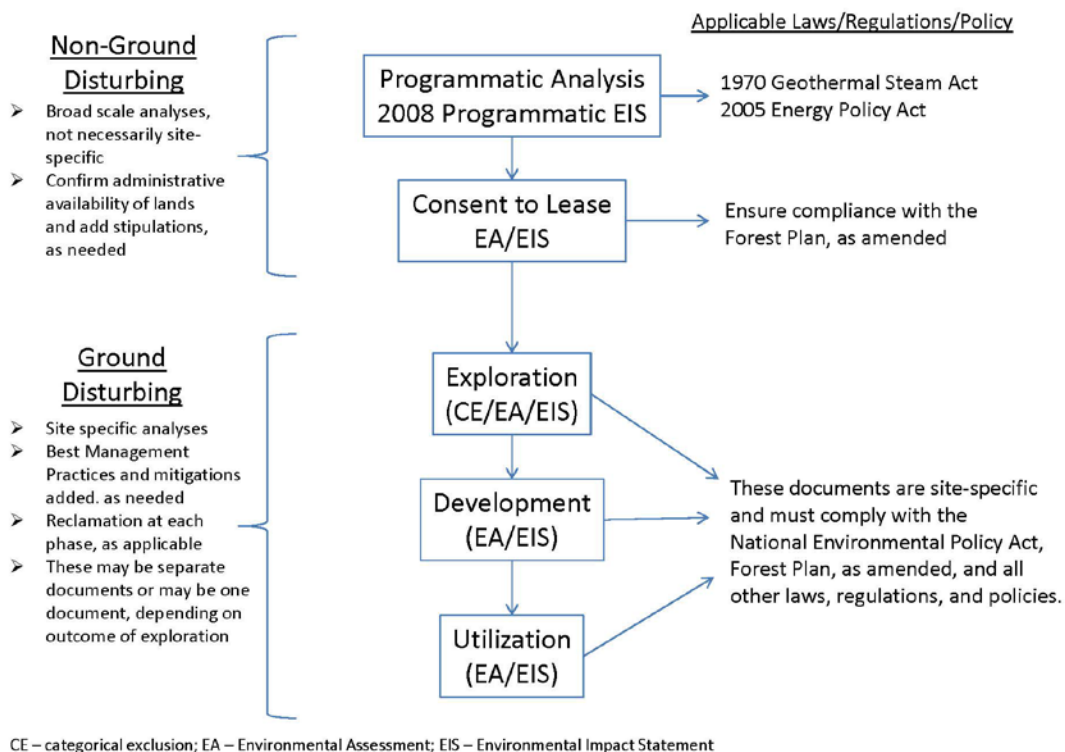 Applicable Laws/Regulations/Policy
Non-Ground
Disturbing
➢ Broad scale analyses,
not necessarily site-
specific
➢ Confirm administrative
availability of lands
and add stipulations,
as needed
Programmatic Analysis
2008 Programmatic EIS
1970 Geothermal Steam Act
2005 Energy Policy Act
Consent to Lease
EA/EIS
Ensure compliance with the
Forest Plan, as amended
Ground
Disturbing
➢ Site specific analyses
➢ Best Management
Practices and mitigations
added. as needed
➢ Reclamation at each
phase, as applicable
➢ These may be separate
documents or may be one
document, depending on
outcome of exploration
Exploration
(CE/EA/EIS)
Development
(EA/EIS)
Utilization
(EA/EIS)
These documents are site-specific
and must comply with the
National Environmental Policy Act,
Forest Plan, as amended, and all
other laws, regulations, and policies.
CE – categorical exclusion; EA – Environmental Assessment; EIS – Environmental Impact Statement